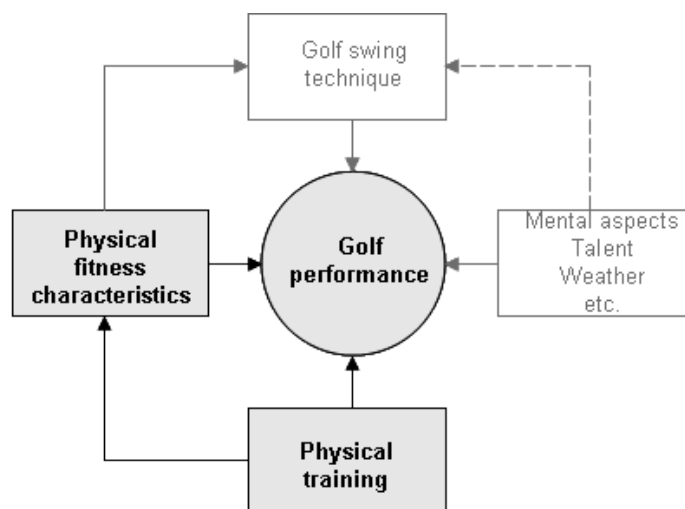 Golf swing
technique
Physical
fitness
characteristics
Golf
performance
Mental aspects
Talent
Weather
etc.
Physical
training